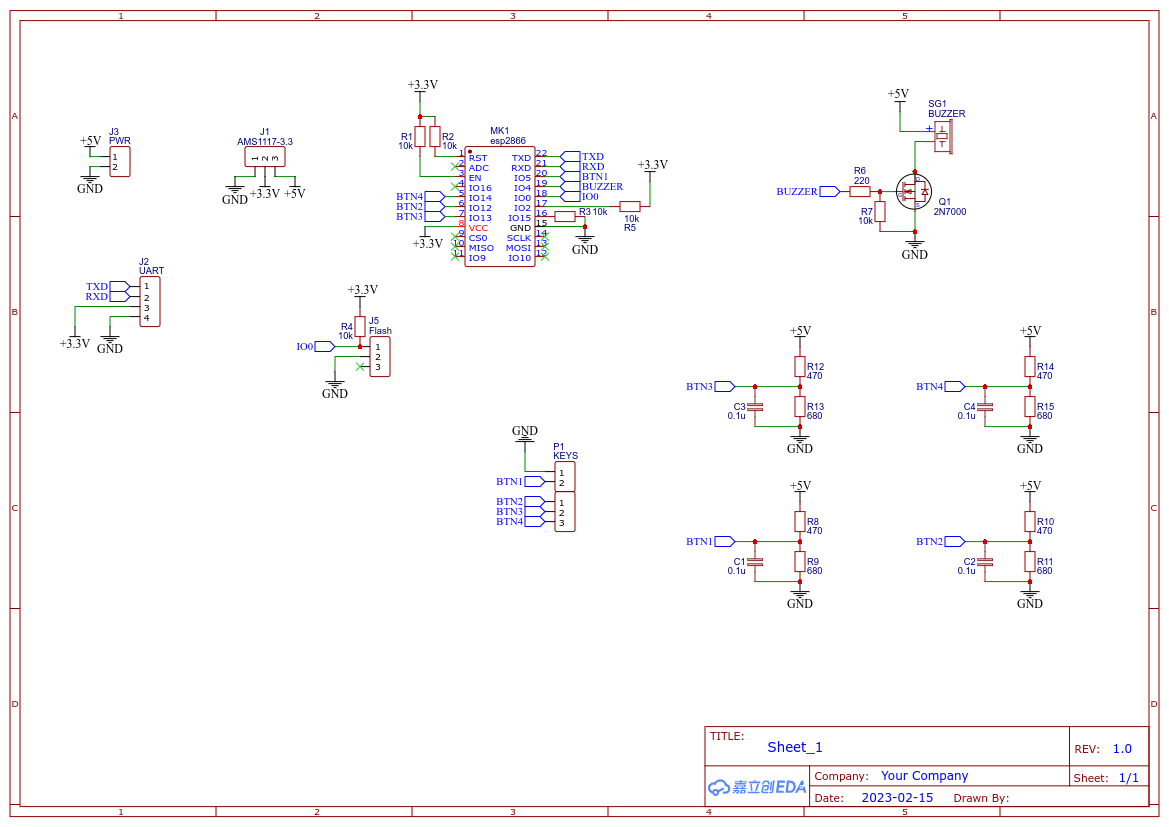 1 2 3 4 5
A A
B B
C C
D D
+5V
J3
PWR
1
2
GND
J1
AMS1117-3.3
1 2 3
GND +3.3V +5V
+3.3V
R1
10k
R2
10k
MK1
esp2866
1 RST
2 ADC
3 EN
4 IO16
5 IO14
6 IO12
7 IO13
8 VCC
9 CS0
10 MISO
11 IO9
TXD 22
RXD 21
IO5 20
IO4 19
IO0 18
IO2 17
IO15 16
GND 15
SCLK 14
MOSI 13
IO10 12
BTN4
BTN2
BTN3
+3.3V
TXD
RXD
BTN1
BUZZER
IO0
R3 10k
GND
+3.3V
10k
R5
+5V
SG1
BUZZER
+
BUZZER
R6
220
R7
10k
Q1
2N7000
D
G
S
GND
J2
UART
TXD
RXD
1
2
3
4
+3.3V
GND
+3.3V
R4
10k
J5
Flash
IO0
1
2
3
GND
GND
P1
KEYS
BTN1
1
2
BTN2
BTN3
BTN4
1
2
3
+5V
R12
470
BTN3
C3
0.1u
R13
680
GND
+5V
R14
470
BTN4
C4
0.1u
R15
680
GND
+5V
R8
470
BTN1
C1
0.1u
R9
680
GND
+5V
R10
470
BTN2
C2
0.1u
R11
680
GND
TITLE:
Sheet_1
REV: 1.0
嘉立创EDA
Company: Your Company
Sheet: 1/1
Date: 2023-02-15 Drawn By:
1 2 3 4 5